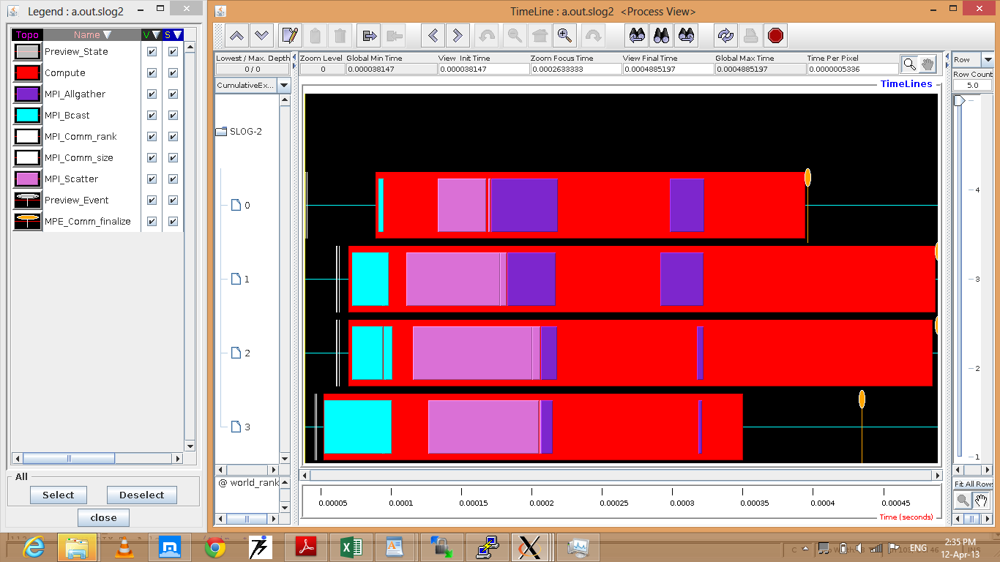 Legend : a.out.slog2
Topo Name V S
Preview_State
Compute
MPI_Allgather
MPI_Bcast
MPI_Comm_rank
MPI_Comm_size
MPI_Scatter
Preview_Event
MPE_Comm_finalize
All
Select Deselect
close
TimeLine : a.out.slog2 <Process View>
Lowest / Max. Depth Zoom Level Global Min Time View Init Time Zoom Focus Time View Final Time Global Max Time Time Per Pixel
0 / 0 0 0.000038147 0.000038147 0.0002633333 0.0004885197 0.0004885197 0.0000005336
CumulativeEx...
TimeLines
SLOG-2
0
1
2
3
@ world_rank
0.00005 0.0001 0.00015 0.0002 0.00025 0.0003 0.00035 0.0004 0.00045
Time (seconds)
Row
Row Count
5.0
4
3
2
1
Fit All Rows
ENG
2:35 PM
12-Apr-13